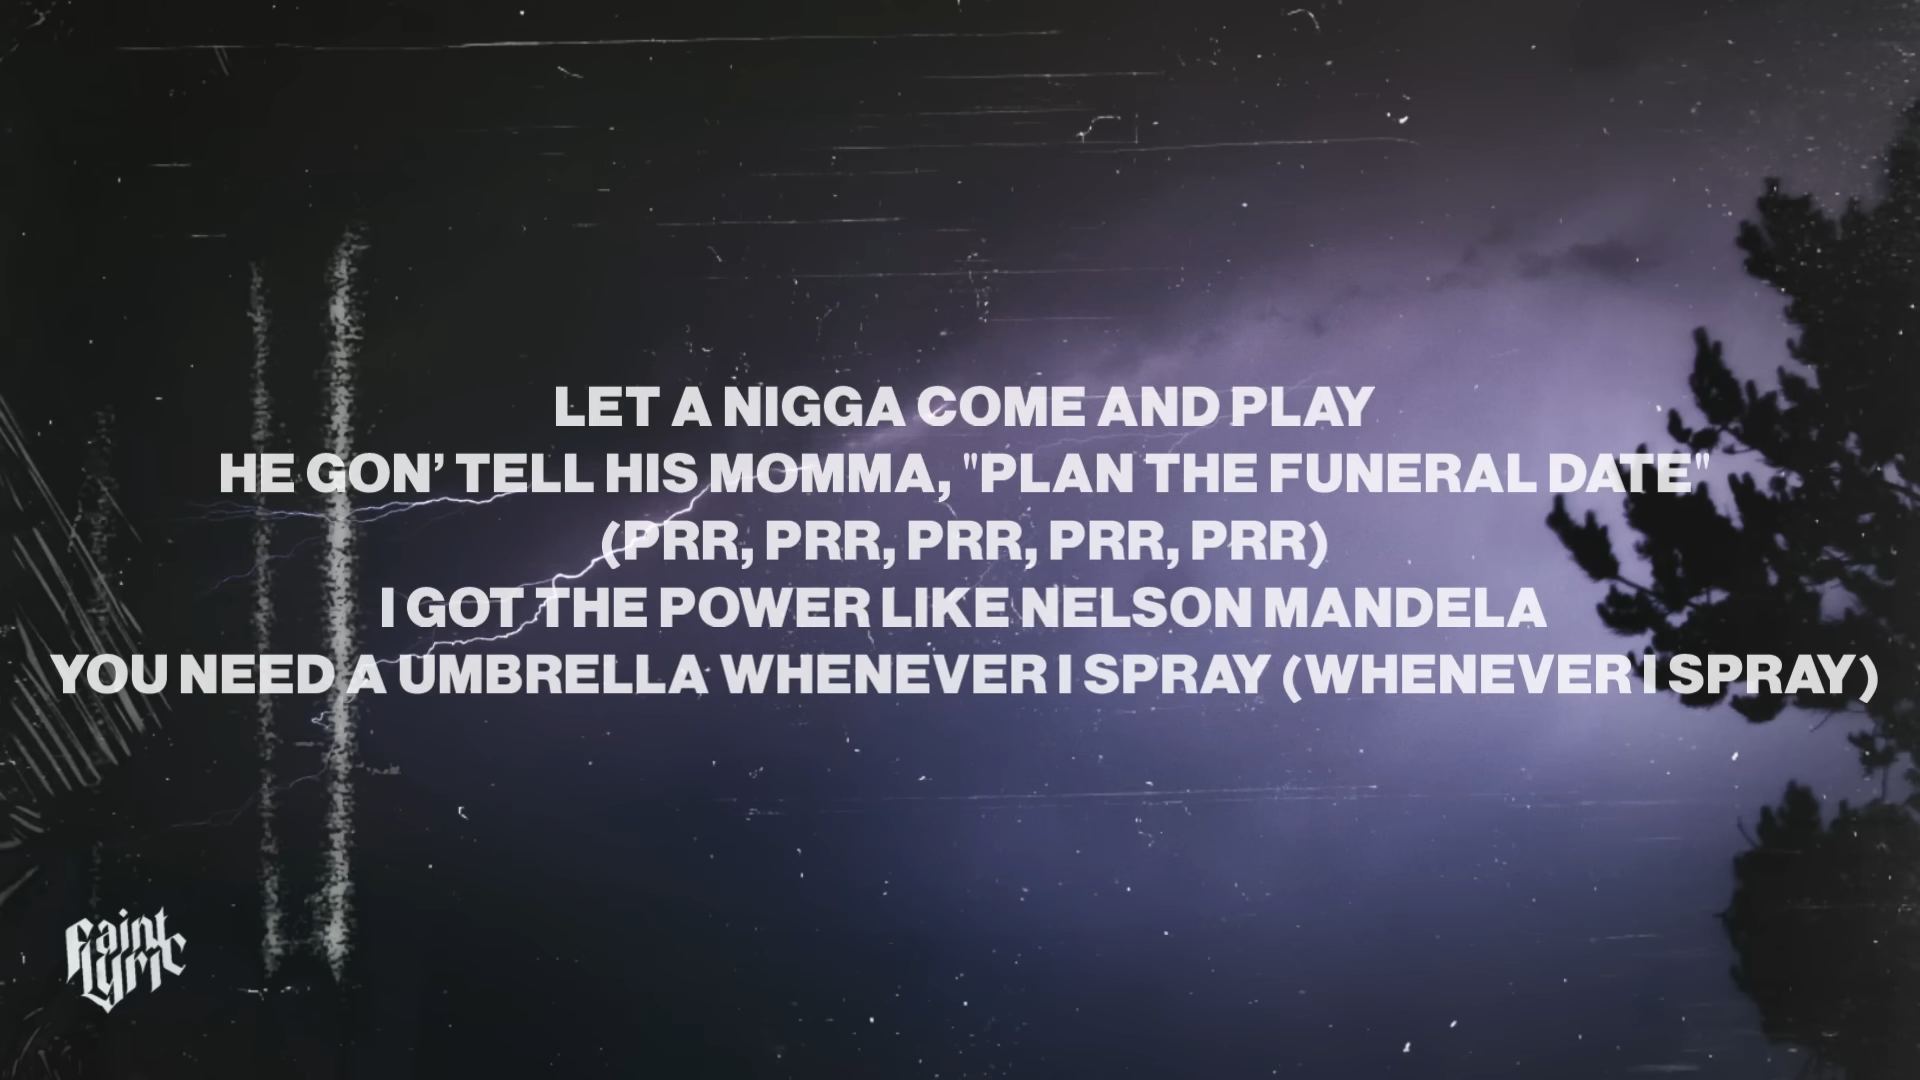 LET A NIGGA COME AND PLAY
HE GON’ TELL HIS MOMMA, "PLAN THE FUNERAL DATE"
(PRR, PRR, PRR, PRR, PRR)
I GOT THE POWER LIKE NELSON MANDELA
YOU NEED A UMBRELLA WHENEVER I SPRAY (WHENEVER I SPRAY)
Faint
Lyric